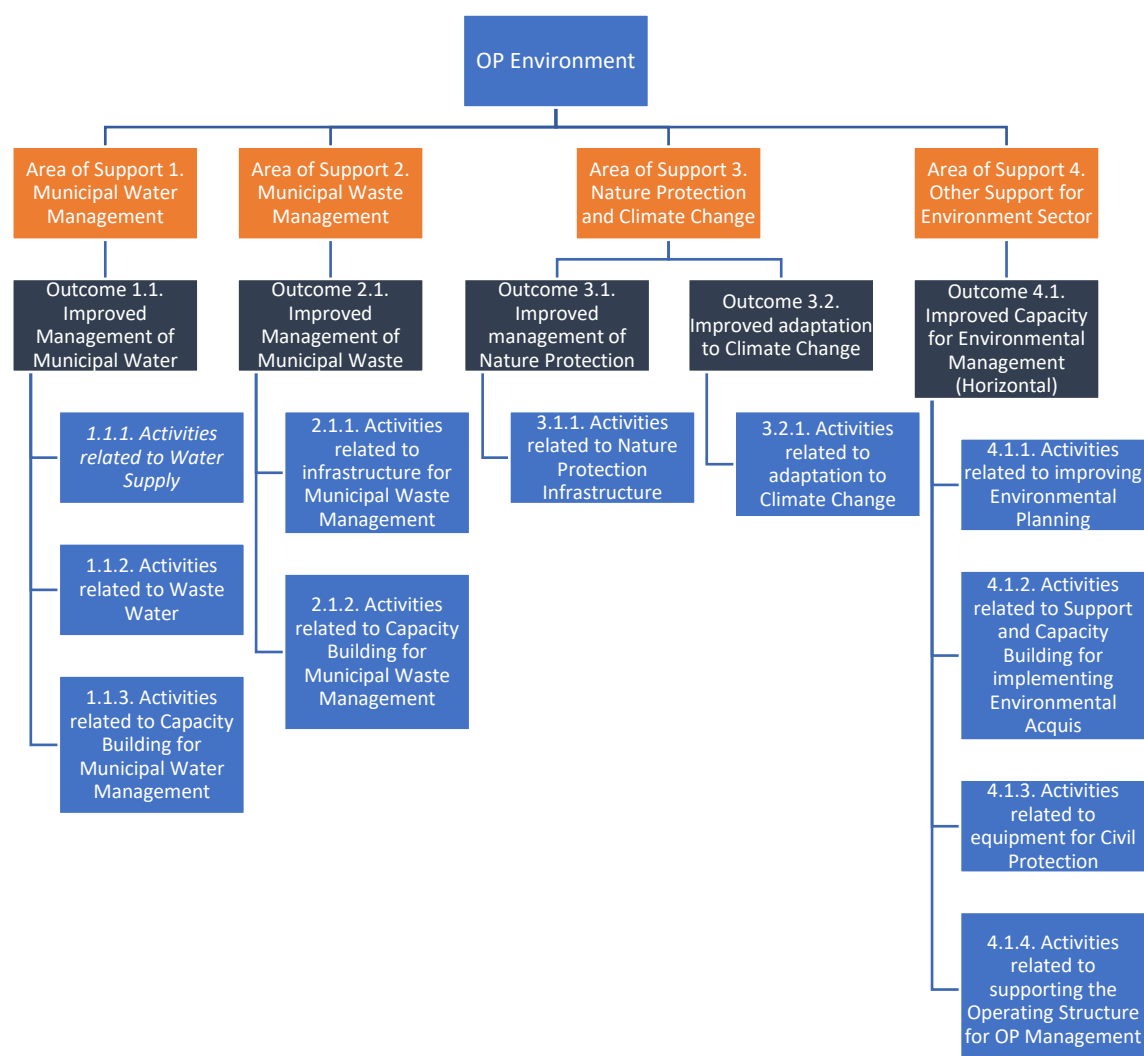 OP Environment
Area of Support 1.
Municipal Water
Management
Area of Support 2.
Municipal Waste
Management
Area of Support 3.
Nature Protection
and Climate Change
Area of Support 4.
Other Support for
Environment Sector
Outcome 1.1.
Improved
Management of
Municipal Water
Outcome 2.1.
Improved
Management of
Municipal Waste
Outcome 3.1.
Improved
management of
Nature Protection
Outcome 3.2.
Improved adaptation
to Climate Change
Outcome 4.1.
Improved Capacity
for Environmental
Management
(Horizontal)
1.1.1. Activities
related to Water
Supply
1.1.2. Activities
related to Waste
Water
1.1.3. Activities
related to Capacity
Building for
Municipal Water
Management
2.1.1. Activities
related to
infrastructure for
Municipal Waste
Management
2.1.2. Activities
related to Capacity
Building for
Municipal Waste
Management
3.1.1. Activities
related to Nature
Protection
Infrastructure
3.2.1. Activities
related to
adaptation to
Climate Change
4.1.1. Activities
related to improving
Environmental
Planning
4.1.2. Activities
related to Support
and Capacity
Building for
implementing
Environmental
Acquis
4.1.3. Activities
related to
equipment for Civil
Protection
4.1.4. Activities
related to
supporting the
Operating Structure
for OP Management